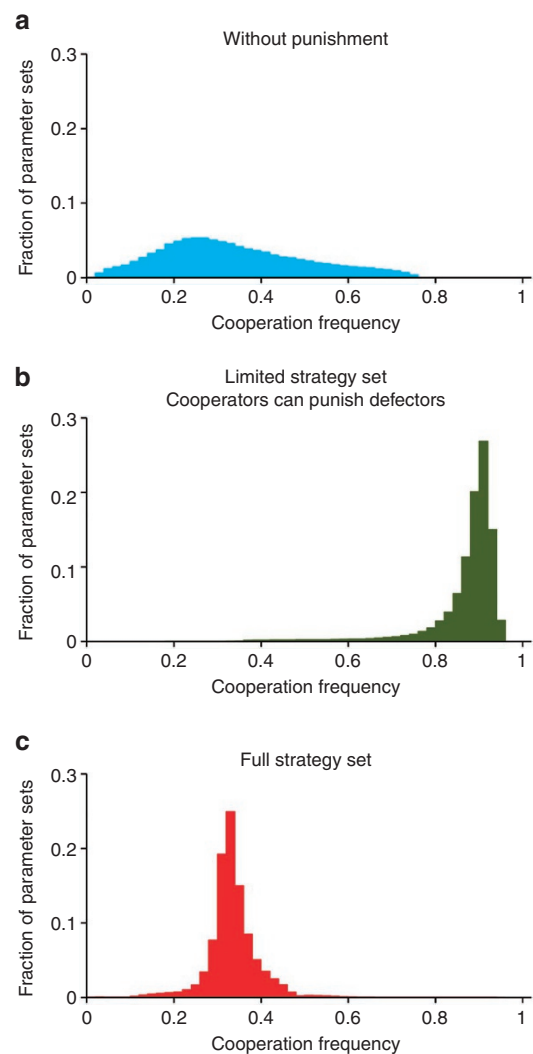 a
Without punishment
Fraction of parameter sets
0.3
0.2
0.1
0
0 0.2 0.4 0.6 0.8 1
Cooperation frequency
b
Limited strategy set
Cooperators can punish defectors
Fraction of parameter sets
0.3
0.2
0.1
0
0 0.2 0.4 0.6 0.8 1
Cooperation frequency
c
Full strategy set
Fraction of parameter sets
0.3
0.2
0.1
0
0 0.2 0.4 0.6 0.8 1
Cooperation frequency